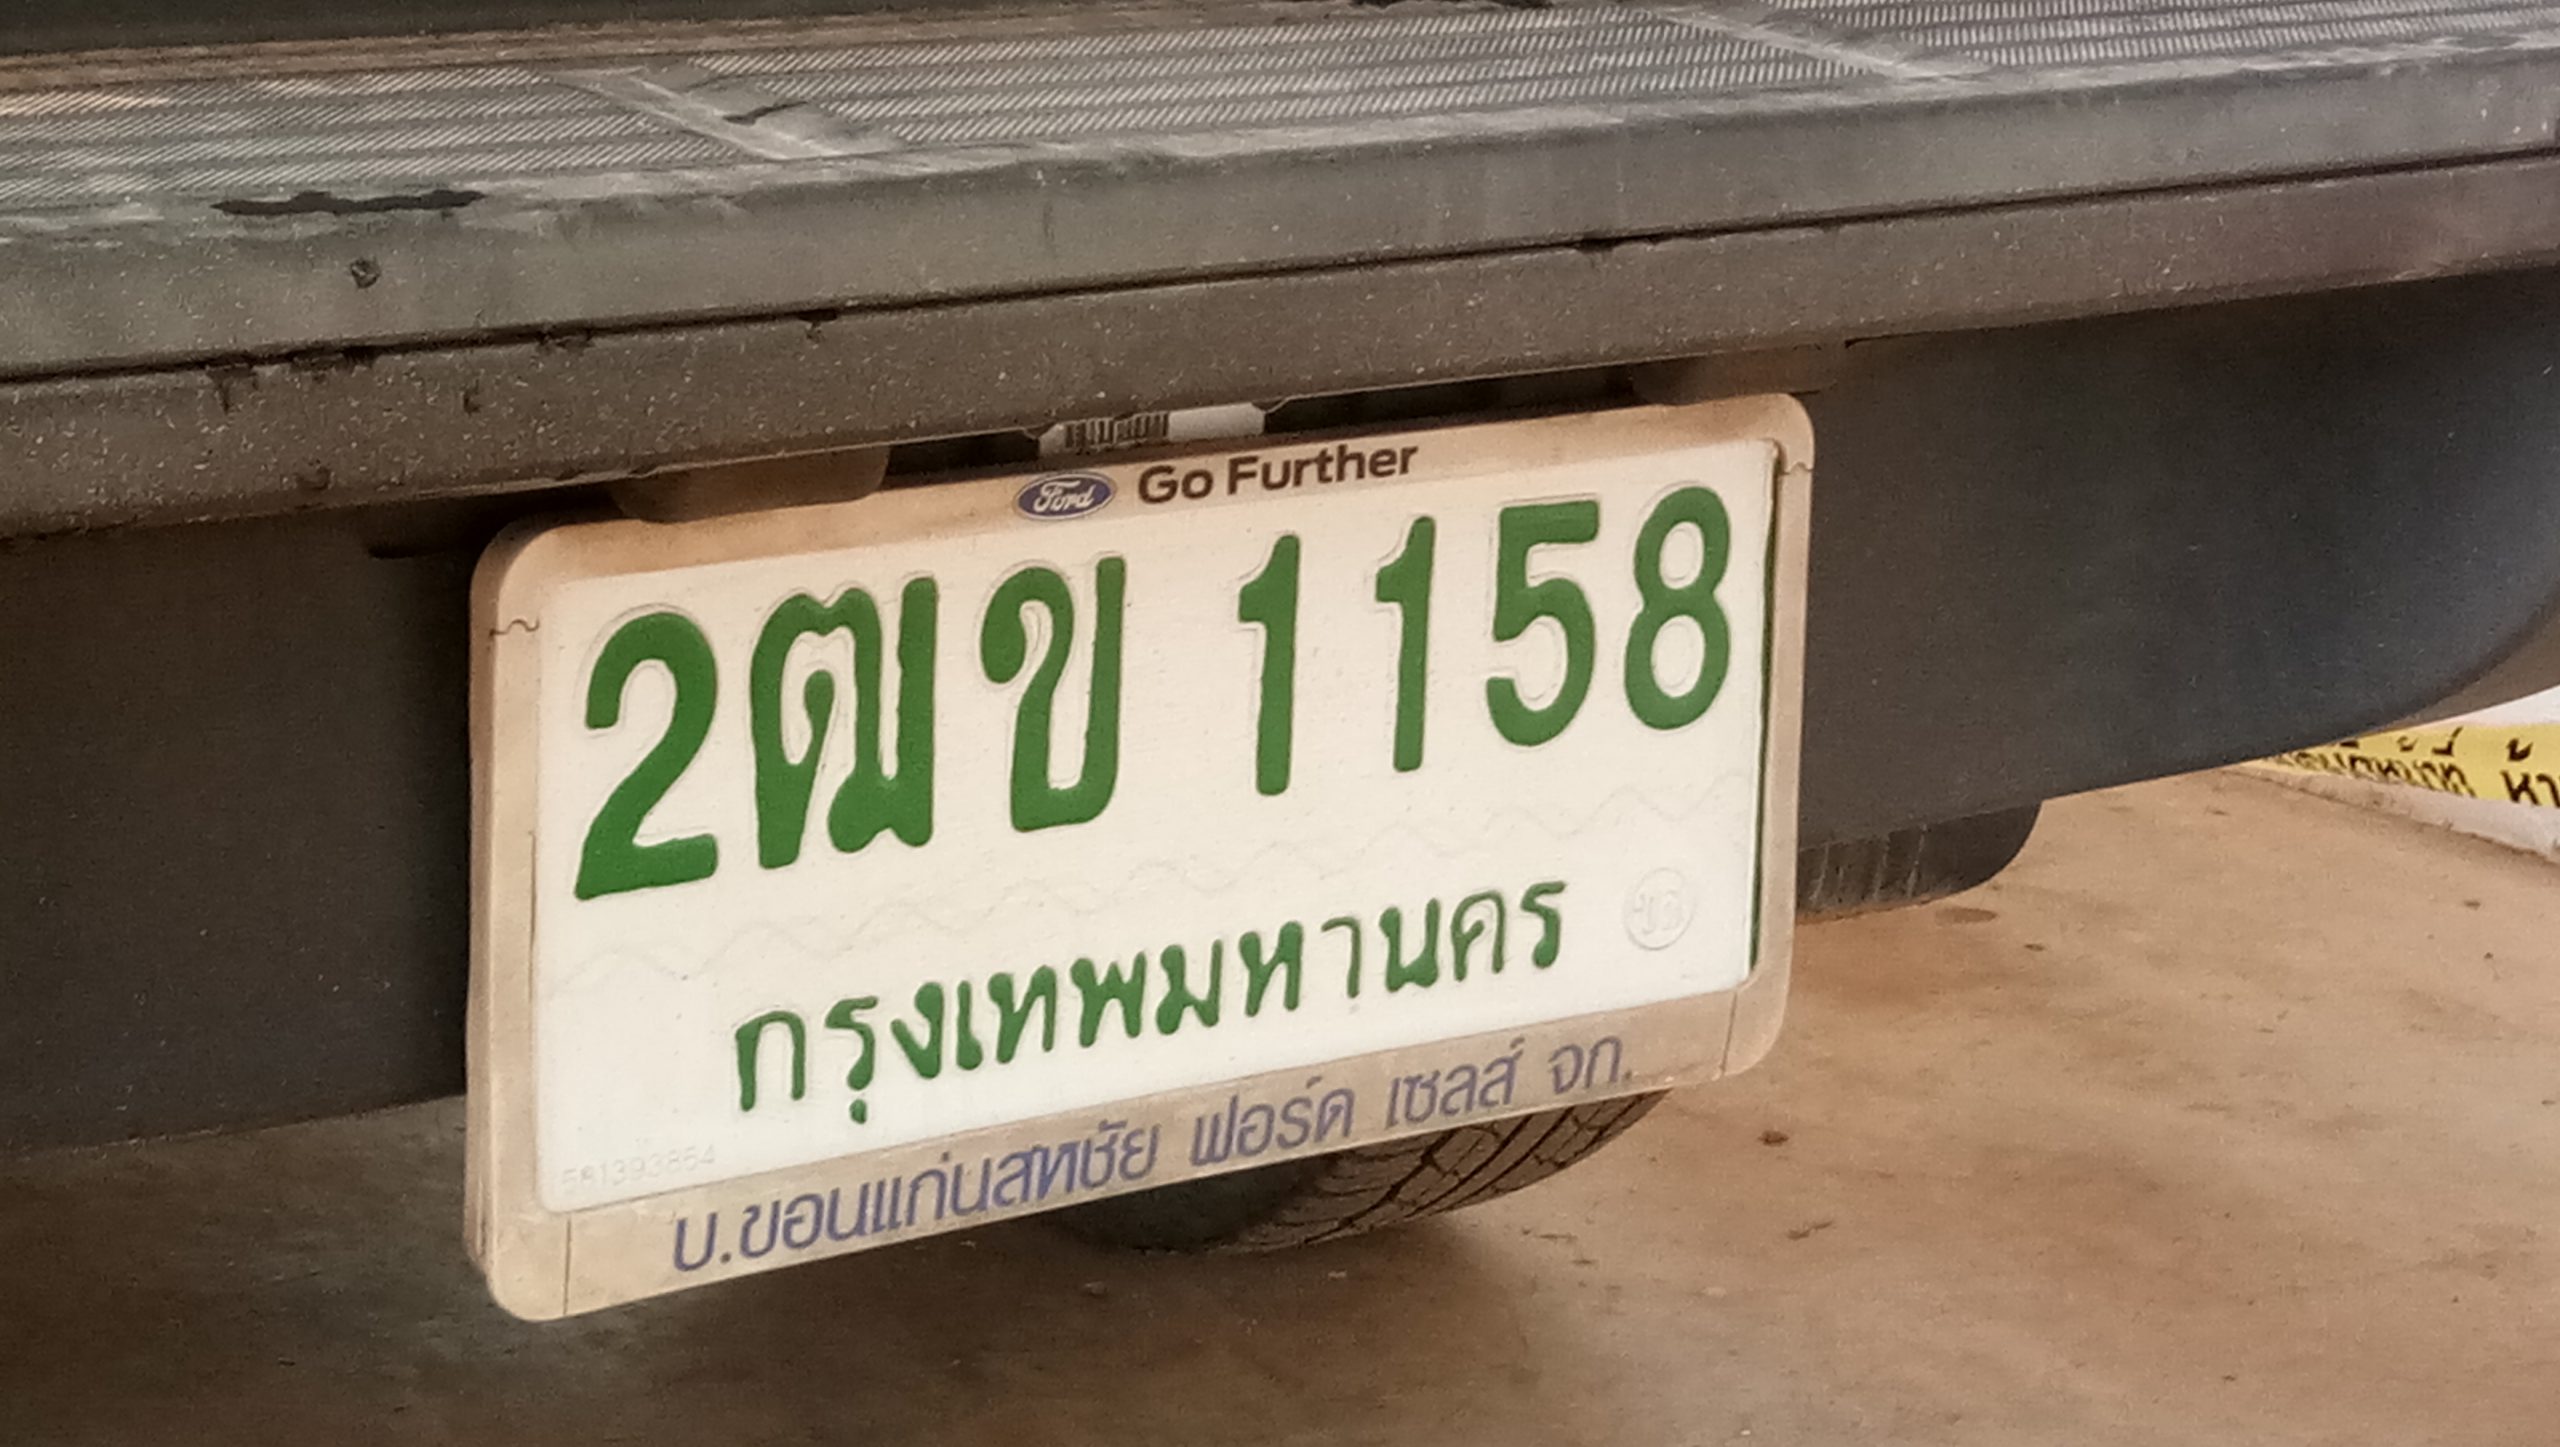 Ford Go Further
2ฒข 1158
กรุงเทพมหานคร
581393864
บ.ขอนแก่นสหชัย ฟอร์ด เซลส์ จก.